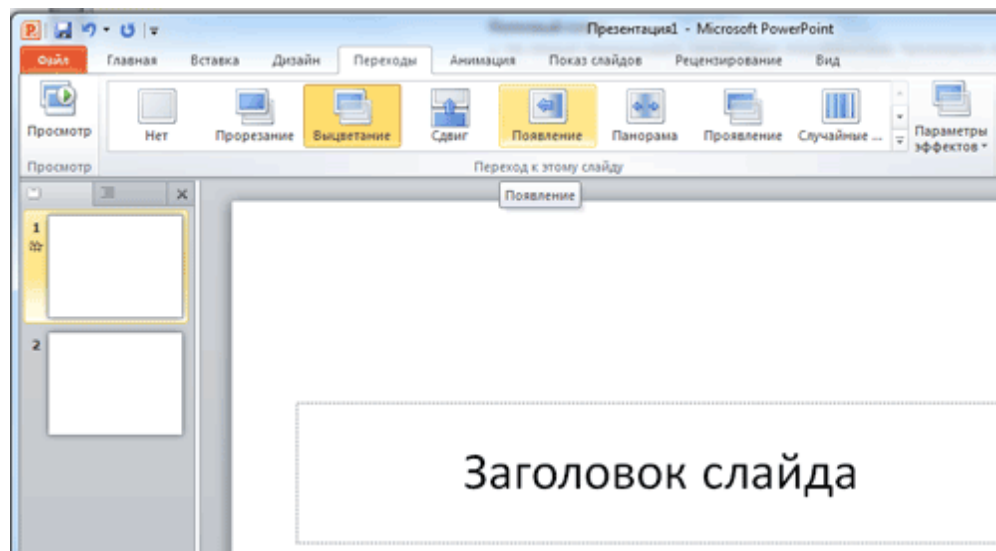 Презентация1 - Microsoft PowerPoint
Файл Главная Вставка Дизайн Переходы Анимация Показ слайдов Рецензирование Вид
Просмотр Нет Прорезание Выцветание Сдвиг Появление Панорама Проявление Случайные ... Параметры
эффектов
Просмотр Переход к этому слайду
Появление
1
2
Заголовок слайда